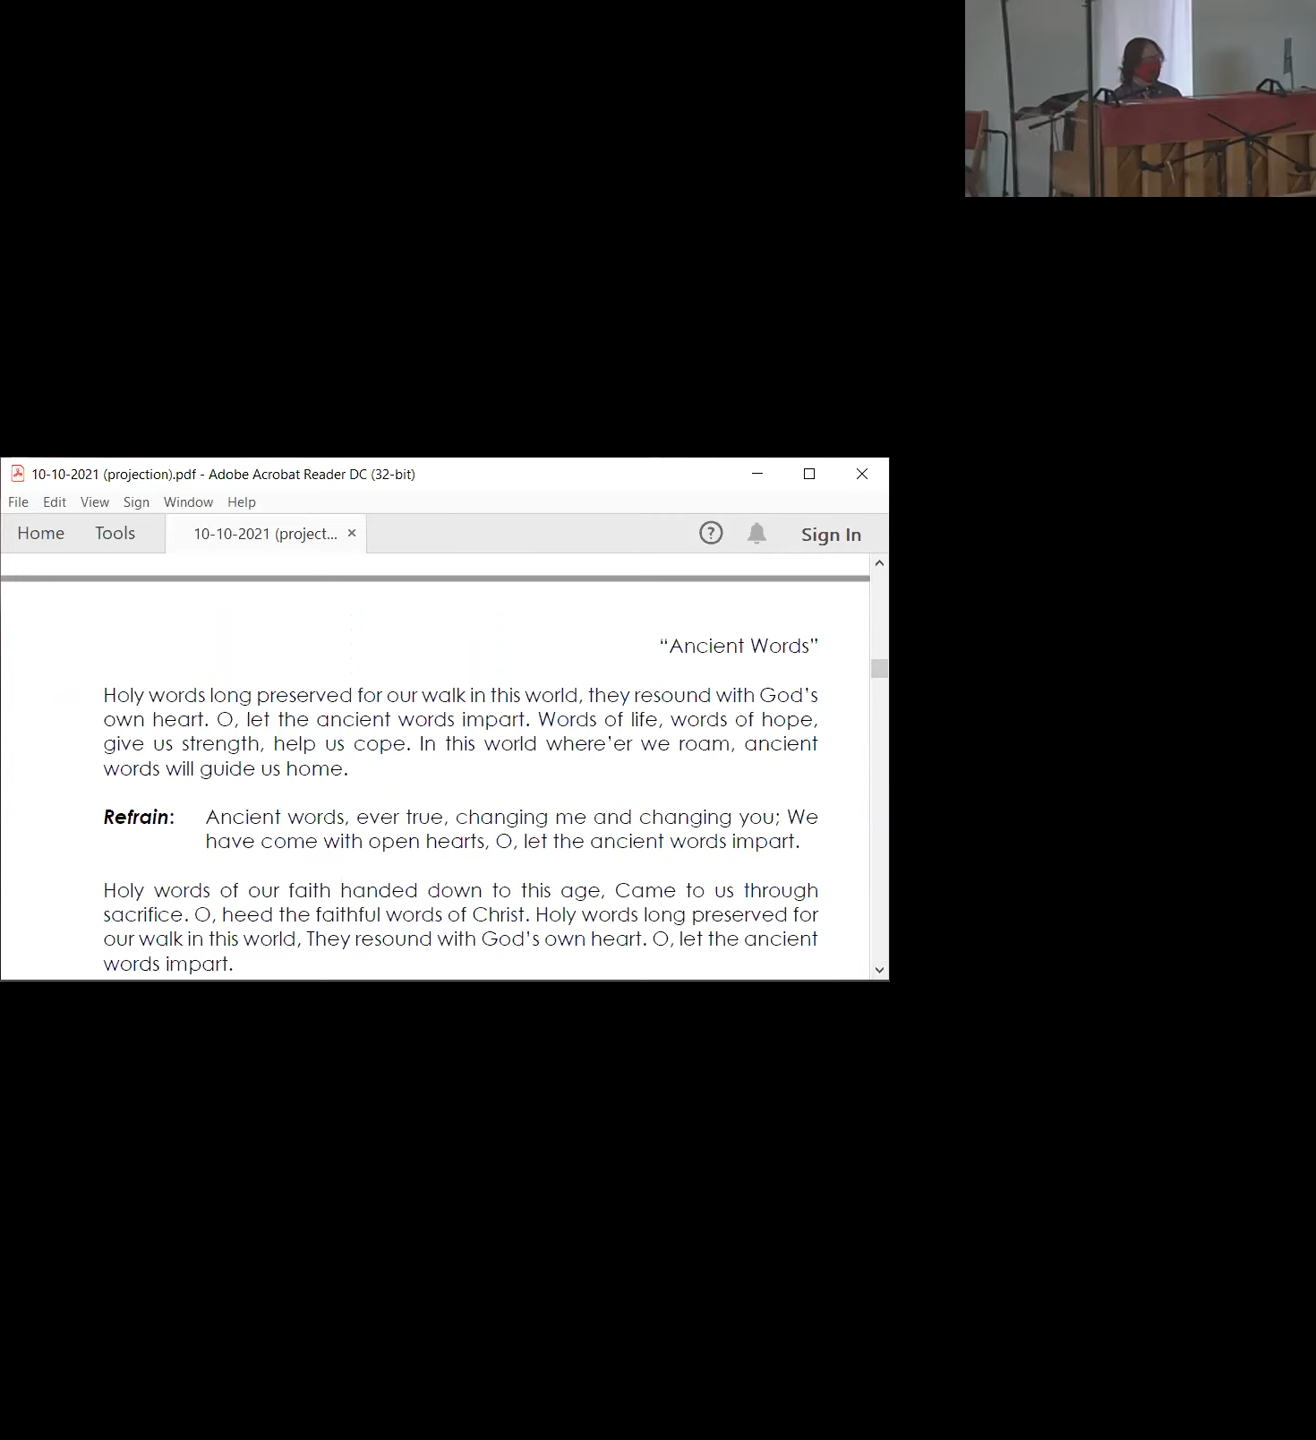 10-10-2021 (projection).pdf - Adobe Acrobat Reader DC (32-bit)
File Edit View Sign Window Help
Home Tools 10-10-2021 (project... Sign In
“Ancient Words”
Holy words long preserved for our walk in this world, they resound with God’s
own heart. O, let the ancient words impart. Words of life, words of hope,
give us strength, help us cope. In this world where’er we roam, ancient
words will guide us home.
Refrain: Ancient words, ever true, changing me and changing you; We
have come with open hearts, O, let the ancient words impart.
Holy words of our faith handed down to this age, Came to us through
sacrifice. O, heed the faithful words of Christ. Holy words long preserved for
our walk in this world, They resound with God’s own heart. O, let the ancient
words impart.